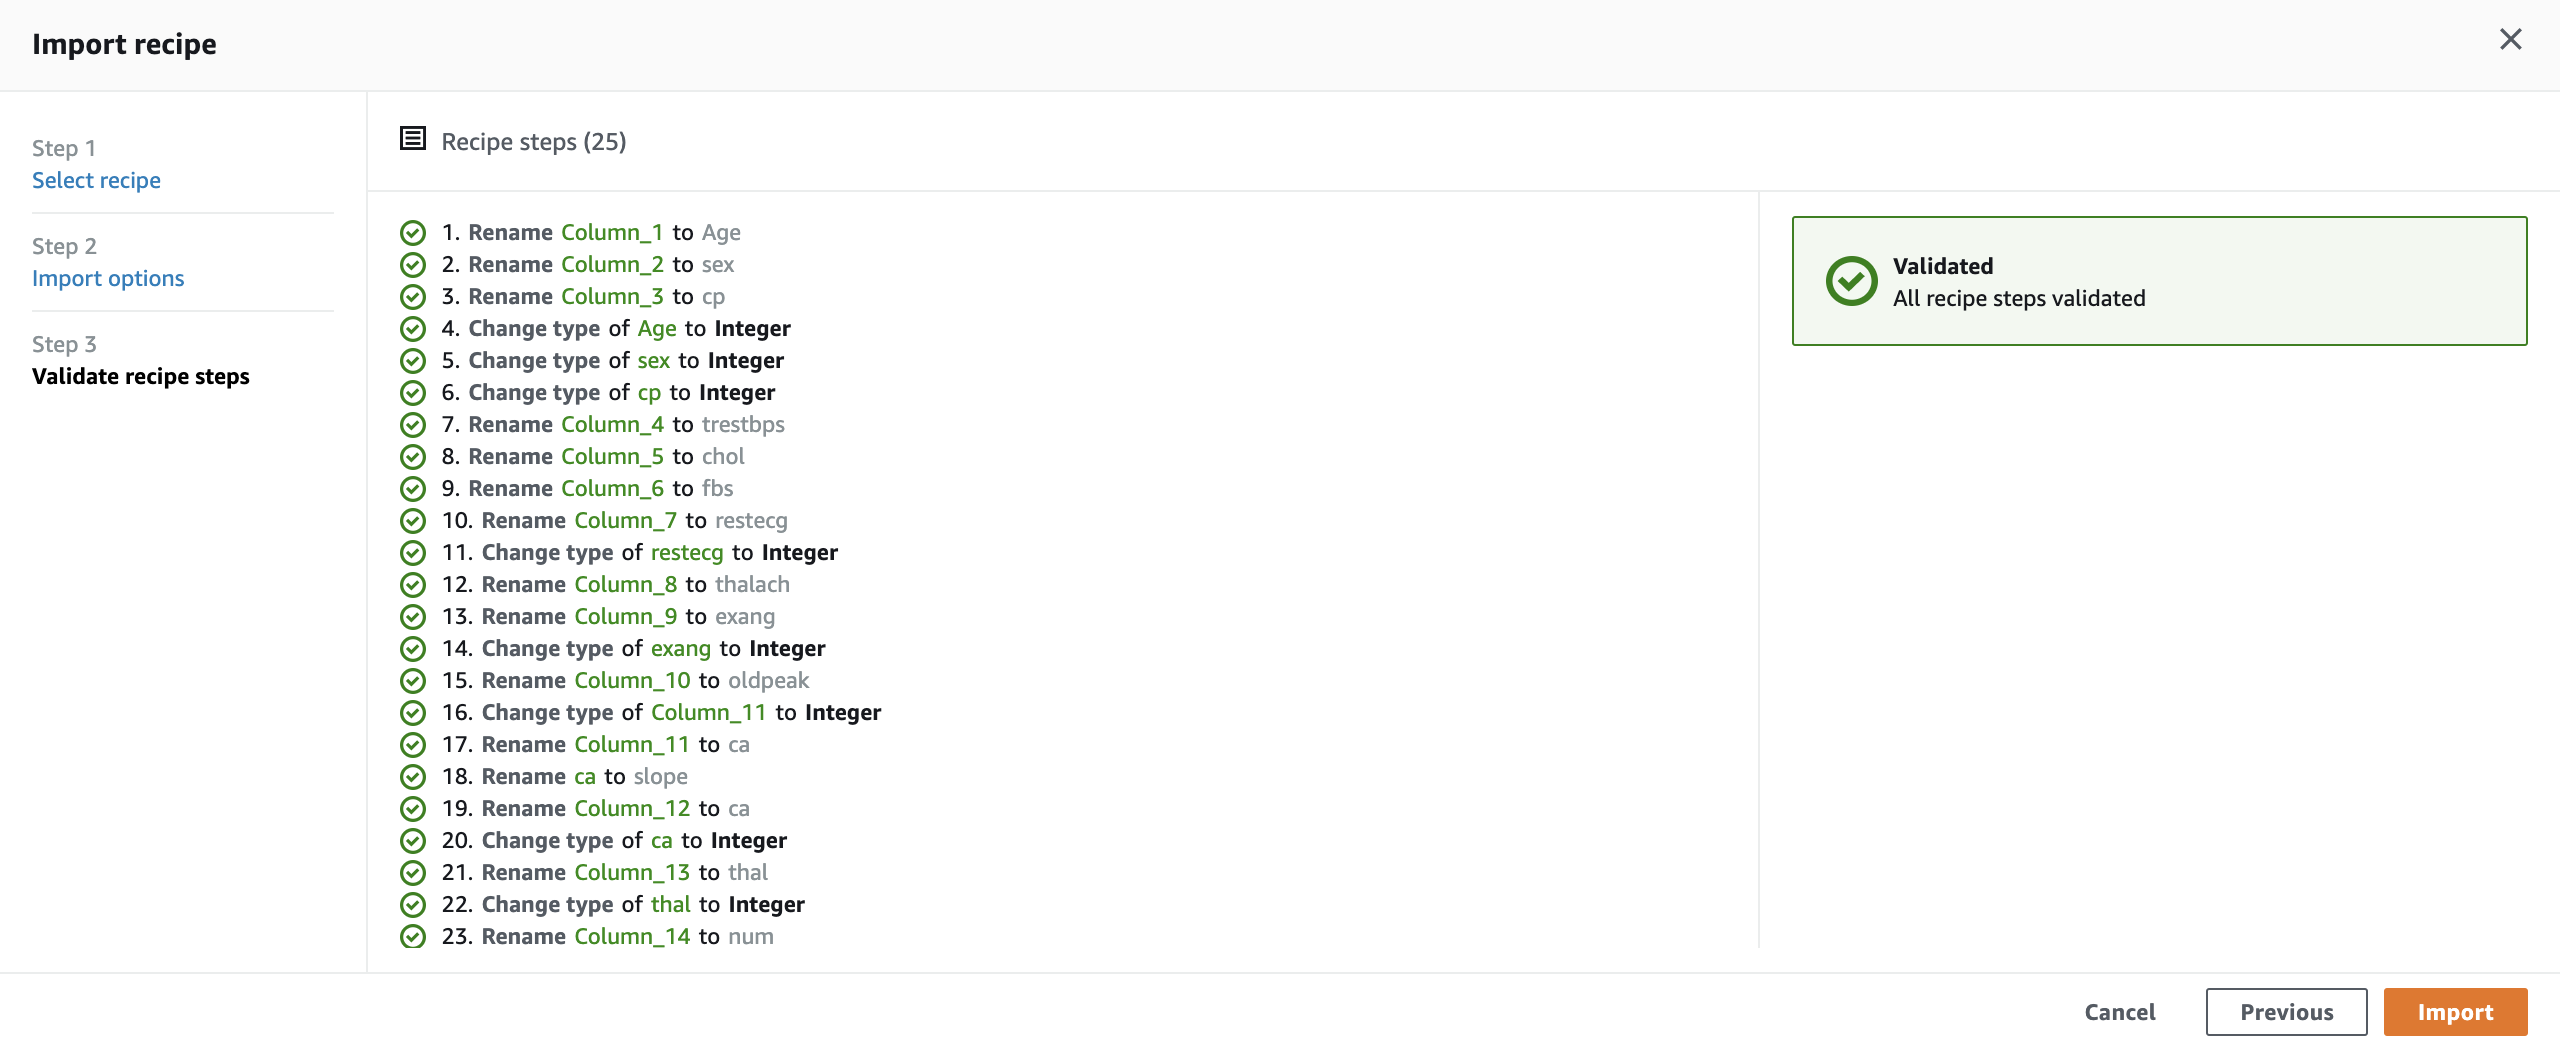 Import recipe
Step 1
Select recipe
Step 2
Import options
Step 3
Validate recipe steps
Recipe steps (25)
1. Rename Column_1 to Age
2. Rename Column_2 to sex
3. Rename Column_3 to cp
4. Change type of Age to Integer
5. Change type of sex to Integer
6. Change type of cp to Integer
7. Rename Column_4 to trestbps
8. Rename Column_5 to chol
9. Rename Column_6 to fbs
10. Rename Column_7 to restecg
11. Change type of restecg to Integer
12. Rename Column_8 to thalach
13. Rename Column_9 to exang
14. Change type of exang to Integer
15. Rename Column_10 to oldpeak
16. Change type of Column_11 to Integer
17. Rename Column_11 to ca
18. Rename ca to slope
19. Rename Column_12 to ca
20. Change type of ca to Integer
21. Rename Column_13 to thal
22. Change type of thal to Integer
23. Rename Column_14 to num
Validated
All recipe steps validated
Cancel
Previous
Import